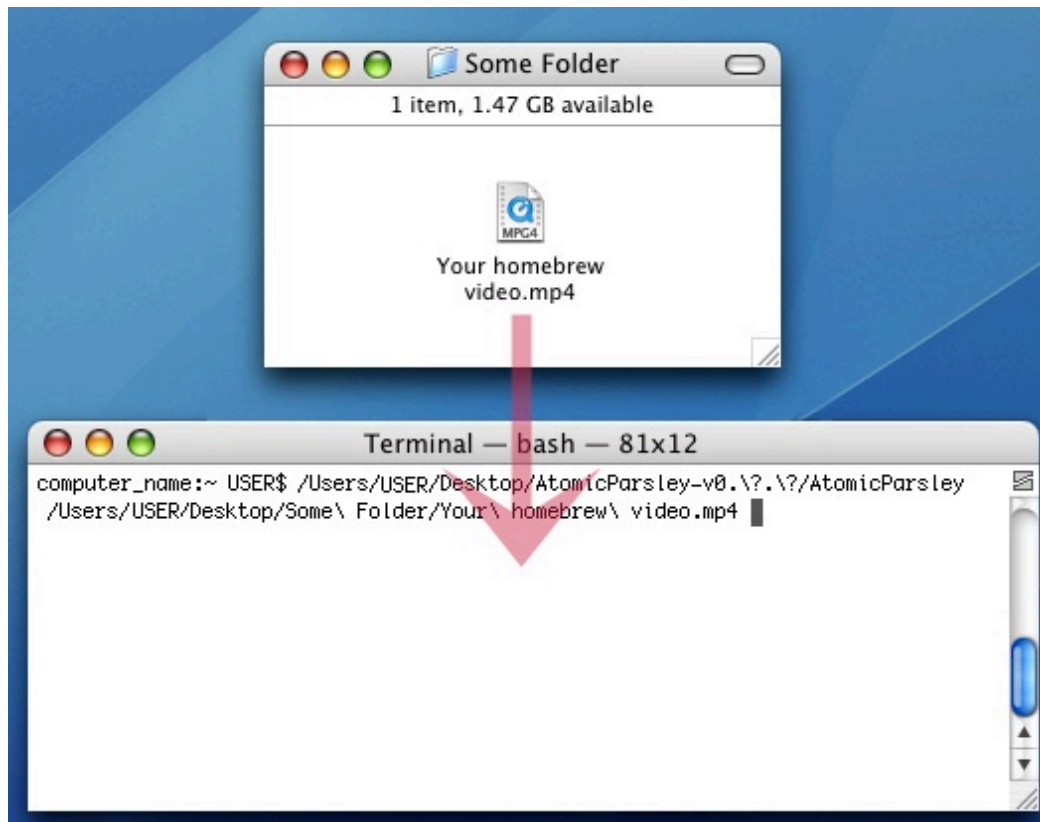 Some Folder
1 item, 1.47 GB available
MPG4
Your homebrew
video.mp4
Terminal — bash — 81x12
computer_name:~ USER$ /Users/USER/Desktop/AtomicParsley-v0.\?.\?/AtomicParsley
/Users/USER/Desktop/Some\ Folder/Your\ homebrew\ video.mp4